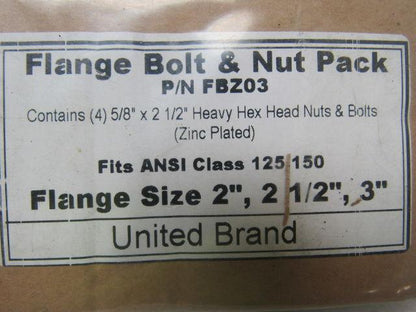 Flange Bolt & Nut Pack
P/N FBZ03
Contains (4) 5/8" x 2 1/2" Heavy Hex Head Nuts & Bolts
(Zinc Plated)
Fits ANSI Class 125/150
Flange Size 2", 2 1/2", 3"
United Brand